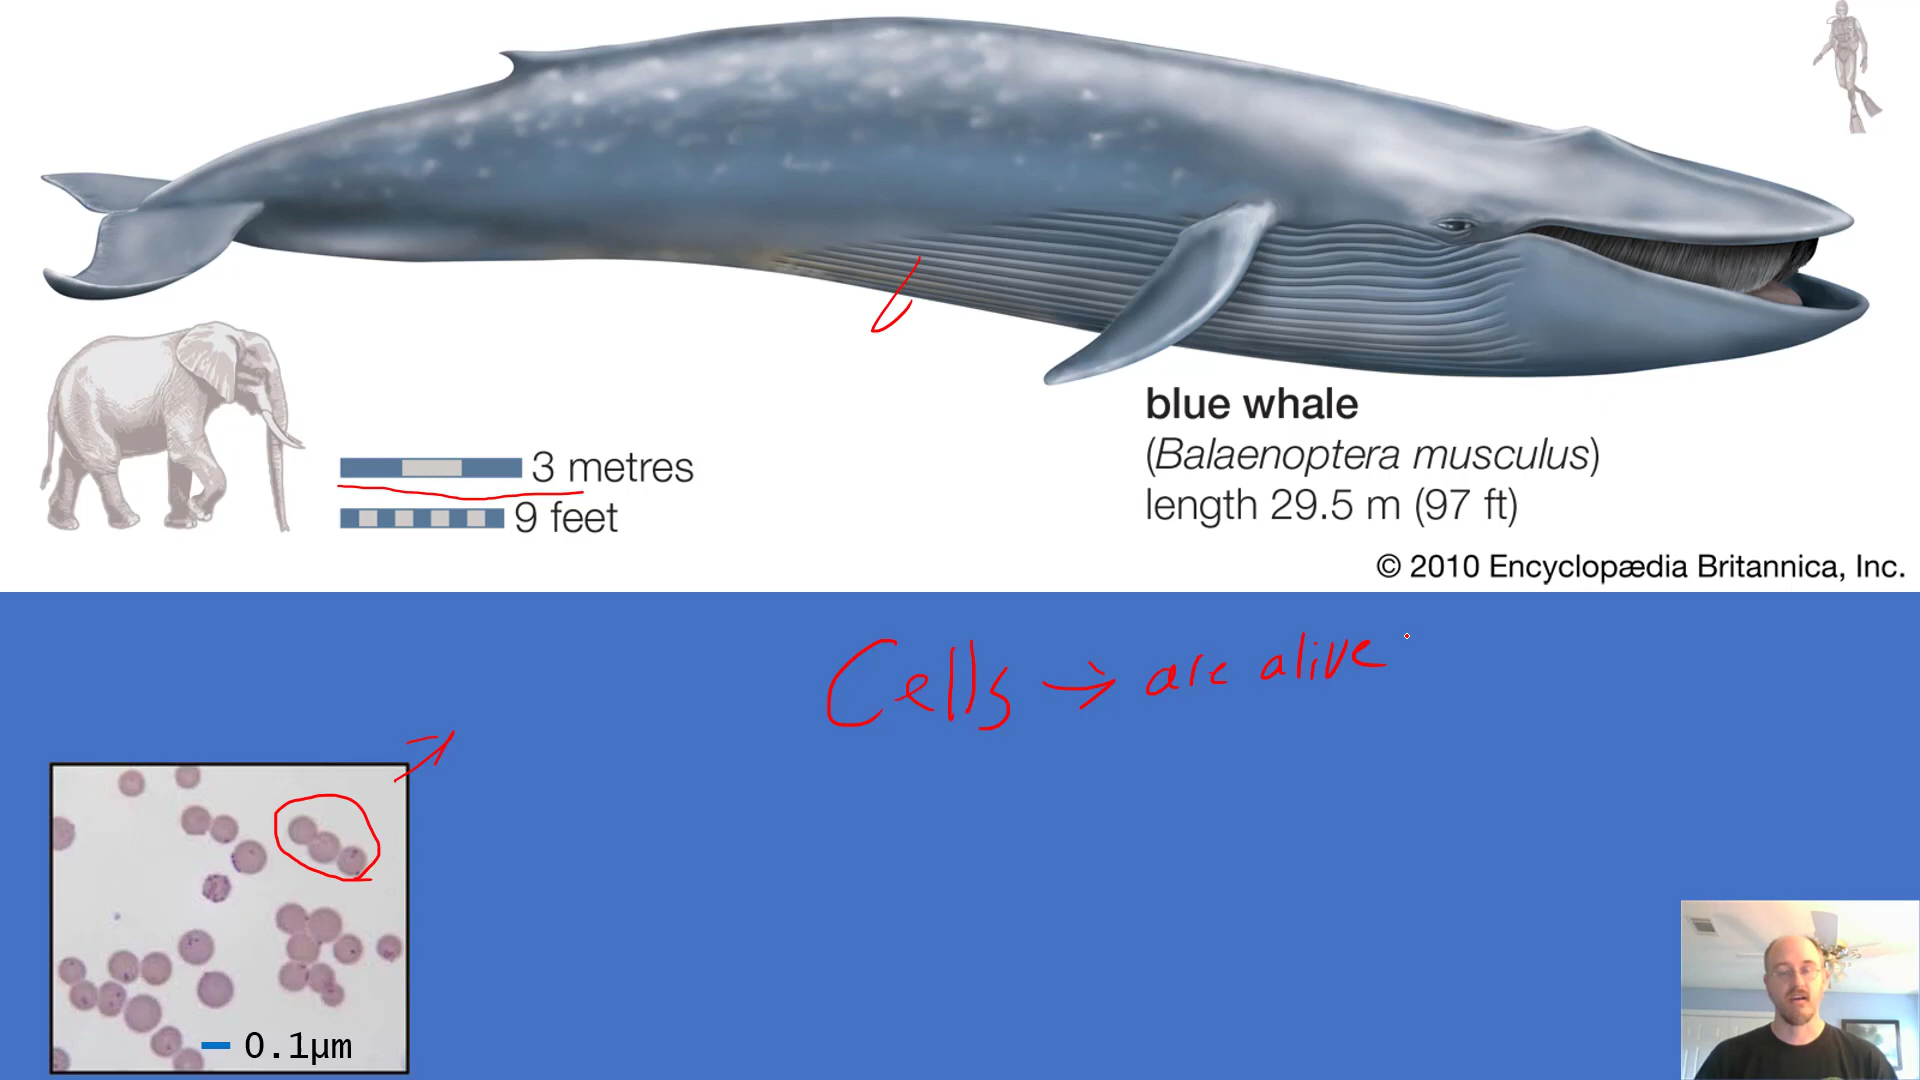 3 metres
9 feet
blue whale
(Balaenoptera musculus)
length 29.5 m (97 ft)
© 2010 Encyclopædia Britannica, Inc.
Cells → are alive
0.1µm